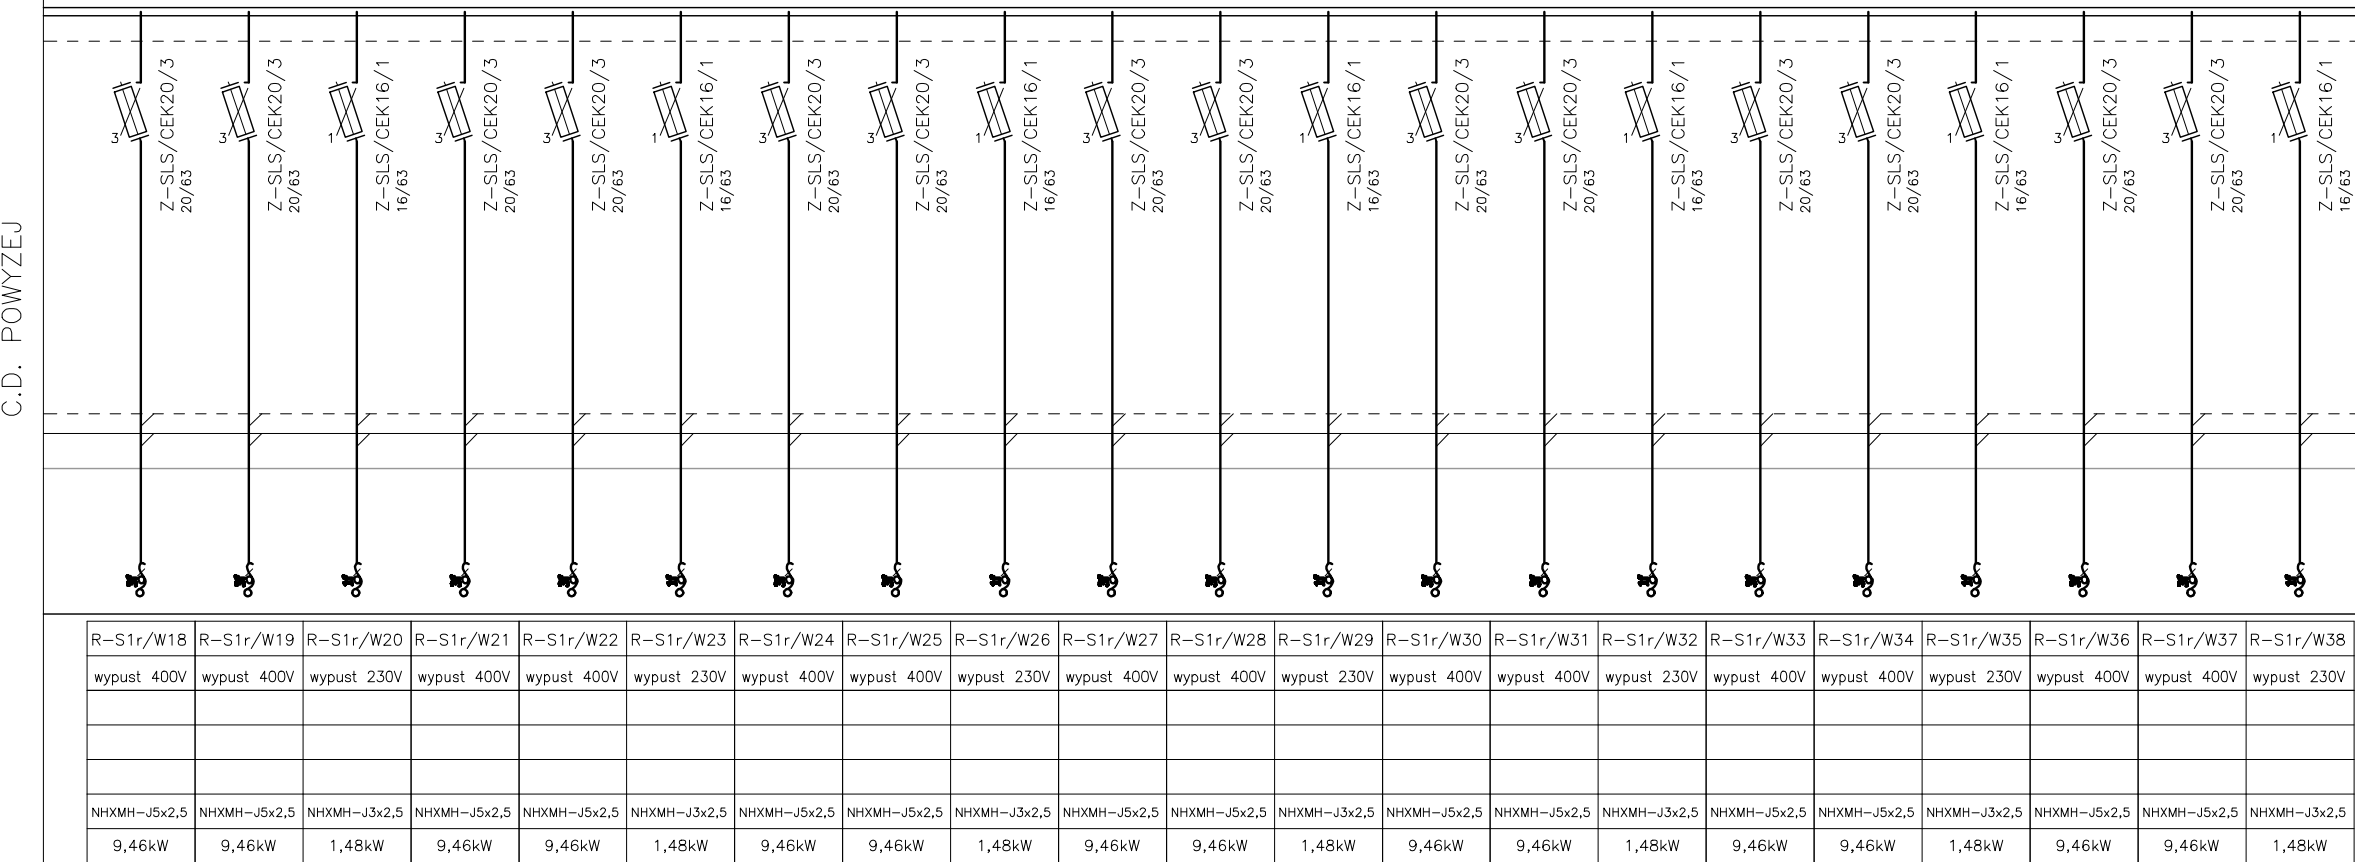 C.D. POWYZEJ
3 Z-SLS/CEK20/3
20/63
3 Z-SLS/CEK20/3
20/63
1 Z-SLS/CEK16/1
16/63
3 Z-SLS/CEK20/3
20/63
3 Z-SLS/CEK20/3
20/63
1 Z-SLS/CEK16/1
16/63
3 Z-SLS/CEK20/3
20/63
3 Z-SLS/CEK20/3
20/63
1 Z-SLS/CEK16/1
16/63
3 Z-SLS/CEK20/3
20/63
3 Z-SLS/CEK20/3
20/63
1 Z-SLS/CEK16/1
16/63
3 Z-SLS/CEK20/3
20/63
3 Z-SLS/CEK20/3
20/63
1 Z-SLS/CEK16/1
16/63
3 Z-SLS/CEK20/3
20/63
3 Z-SLS/CEK20/3
20/63
1 Z-SLS/CEK16/1
16/63
3 Z-SLS/CEK20/3
20/63
3 Z-SLS/CEK20/3
20/63
1 Z-SLS/CEK16/1
16/63
R-S1r/W18 R-S1r/W19 R-S1r/W20 R-S1r/W21 R-S1r/W22 R-S1r/W23 R-S1r/W24 R-S1r/W25 R-S1r/W26 R-S1r/W27 R-S1r/W28 R-S1r/W29 R-S1r/W30 R-S1r/W31 R-S1r/W32 R-S1r/W33 R-S1r/W34 R-S1r/W35 R-S1r/W36 R-S1r/W37 R-S1r/W38
wypust 400V wypust 400V wypust 230V wypust 400V wypust 400V wypust 230V wypust 400V wypust 400V wypust 230V wypust 400V wypust 400V wypust 230V wypust 400V wypust 400V wypust 230V wypust 400V wypust 400V wypust 230V wypust 400V wypust 400V wypust 230V
NHXMH-J5x2,5 NHXMH-J5x2,5 NHXMH-J3x2,5 NHXMH-J5x2,5 NHXMH-J5x2,5 NHXMH-J3x2,5 NHXMH-J5x2,5 NHXMH-J5x2,5 NHXMH-J3x2,5 NHXMH-J5x2,5 NHXMH-J5x2,5 NHXMH-J3x2,5 NHXMH-J5x2,5 NHXMH-J5x2,5 NHXMH-J3x2,5 NHXMH-J5x2,5 NHXMH-J5x2,5 NHXMH-J3x2,5 NHXMH-J5x2,5 NHXMH-J5x2,5 NHXMH-J3x2,5
9,46kW 9,46kW 1,48kW 9,46kW 9,46kW 1,48kW 9,46kW 9,46kW 1,48kW 9,46kW 9,46kW 1,48kW 9,46kW 9,46kW 1,48kW 9,46kW 9,46kW 1,48kW 9,46kW 9,46kW 1,48kW